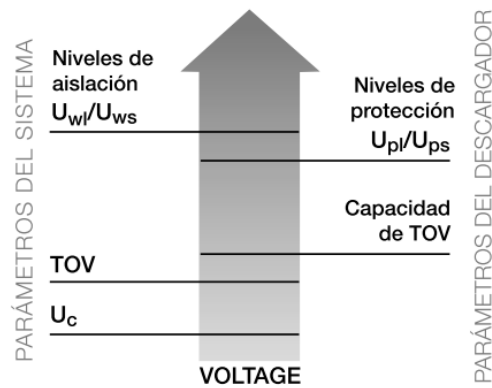 PARÁMETROS DEL SISTEMA
Niveles de
aislación
Uwl/Uws
TOV
Uc
VOLTAGE
Niveles de
protección
Upl/Ups
Capacidad
de TOV
PARÁMETROS DEL DESCARGADOR